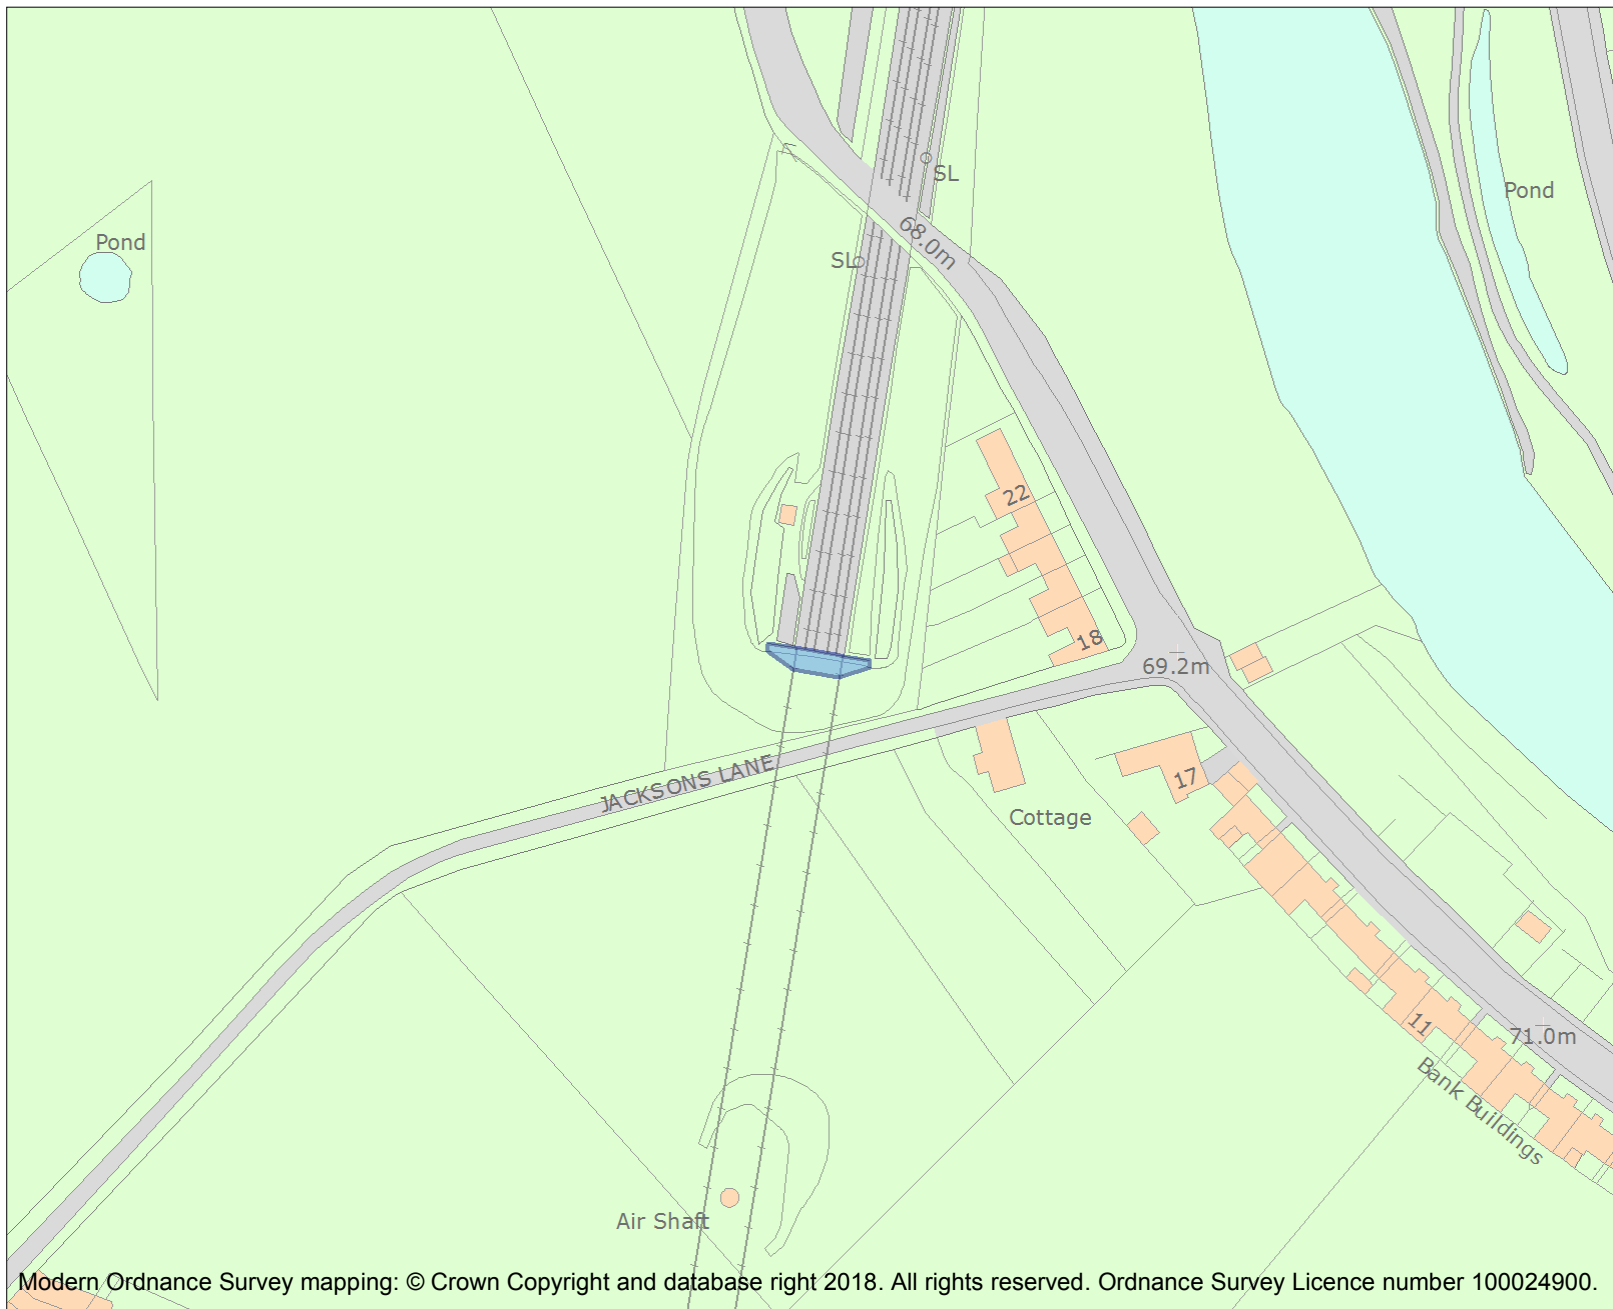 SL
Pond
68.0m
Pond
SL
22
18
69.2m
JACKSONS LANE
17
Cottage
11
71.0m
Bank Buildings
Air Shaft
Modern Ordnance Survey mapping: © Crown Copyright and database right 2018. All rights reserved. Ordnance Survey Licence number 100024900.